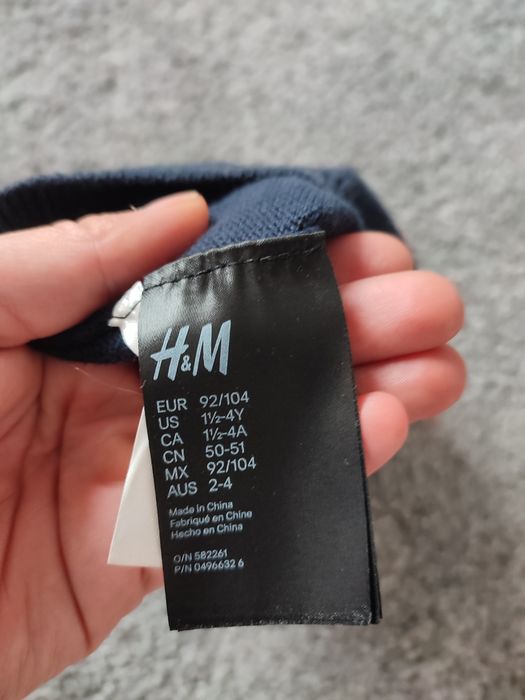 H&M
EUR 92/104
US 1½-4Y
CA 1½-4A
CN 50-51
MX 92/104
AUS 2-4
Made in China
Fabriqué en Chine
Hecho en China
O/N 582261
P/N 0496632 6